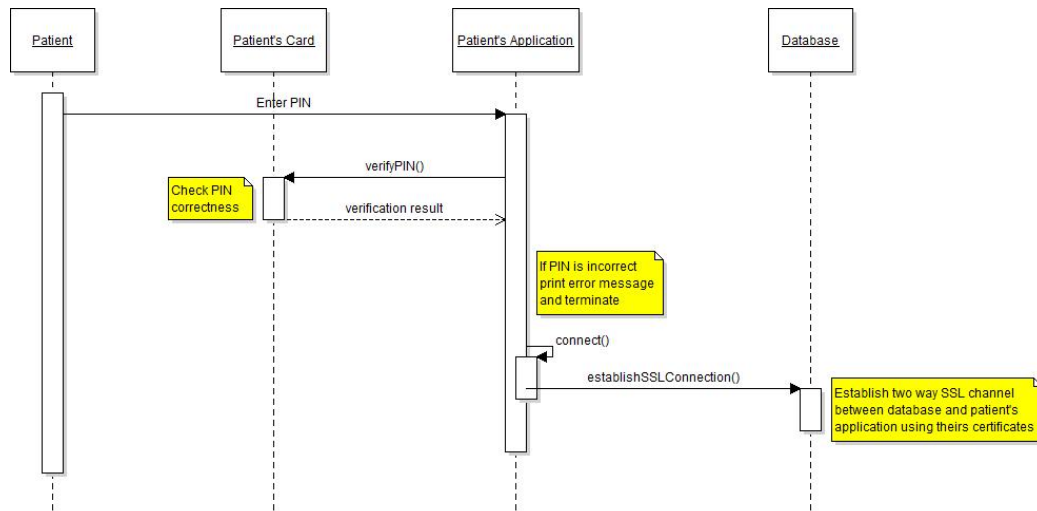 Patient
Patient's Card
Patient's Application
Database
Enter PIN
verifyPIN()
Check PIN
correctness
verification result
If PIN is incorrect
print error message
and terminate
connect()
establishSSLConnection()
Establish two way SSL channel
between database and patient's
application using theirs certificates